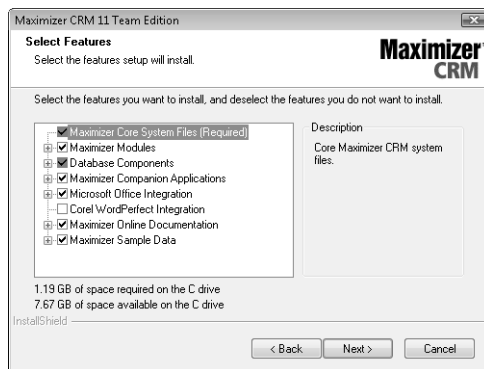 Maximizer CRM 11 Team Edition
Select Features
Select the features setup will install.
Maximizer
CRM
Select the features you want to install, and deselect the features you do not want to install.
Maximizer Core System Files (Required)
Maximizer Modules
Database Components
Maximizer Companion Applications
Microsoft Office Integration
Corel WordPerfect Integration
Maximizer Online Documentation
Maximizer Sample Data
Description
Core Maximizer CRM system
files.
1.19 GB of space required on the C drive
7.67 GB of space available on the C drive
InstallShield
< Back
Next >
Cancel